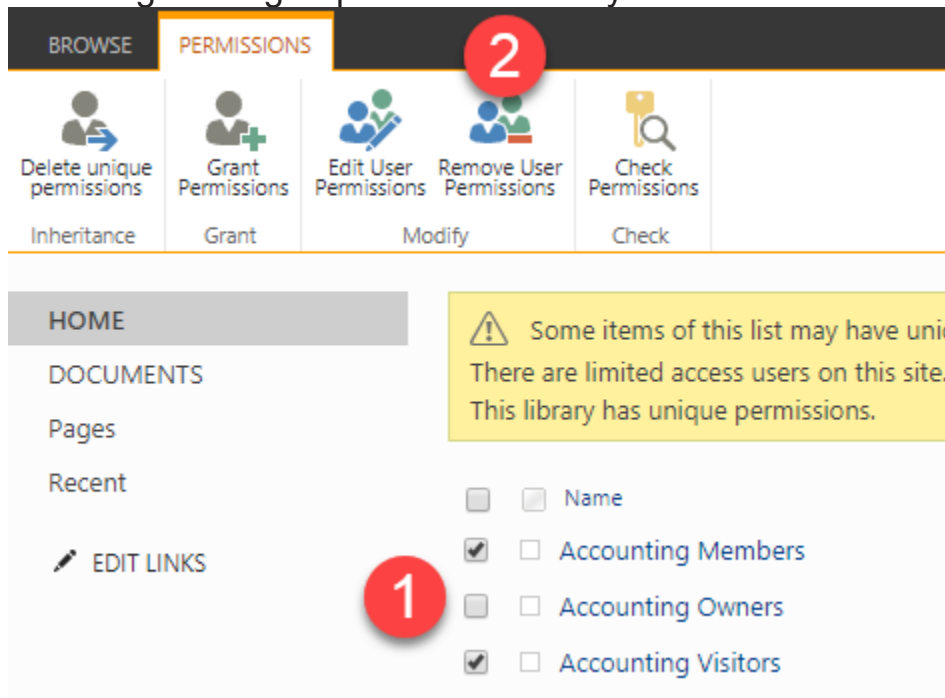 BROWSE PERMISSIONS 2
Delete unique permissions Grant Permissions Edit User Permissions Remove User Permissions Check Permissions
Inheritance Grant Modify Check
HOME
DOCUMENTS
Pages
Recent
EDIT LINKS
Some items of this list may have
There are limited access users on this site.
This library has unique permissions.
Name
Accounting Members
1
Accounting Owners
Accounting Visitors